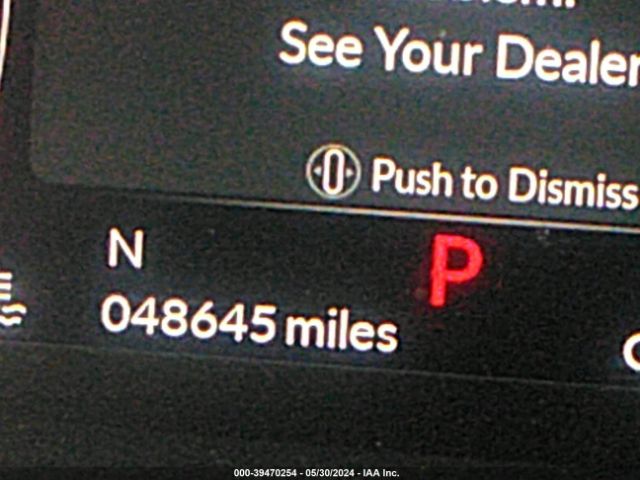 See Your Dealer
Push to Dismiss
N
P
048645 miles
000-39470254 - 05/30/2024 - IAA Inc.